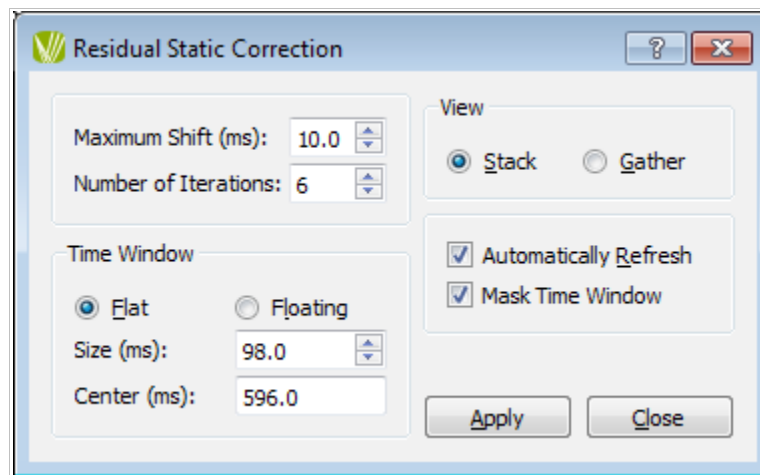 Residual Static Correction
Maximum Shift (ms): 10.0
Number of Iterations: 6
Time Window
Flat Floating
Size (ms): 98.0
Center (ms): 596.0
View
Stack Gather
Automatically Refresh
Mask Time Window
Apply Close